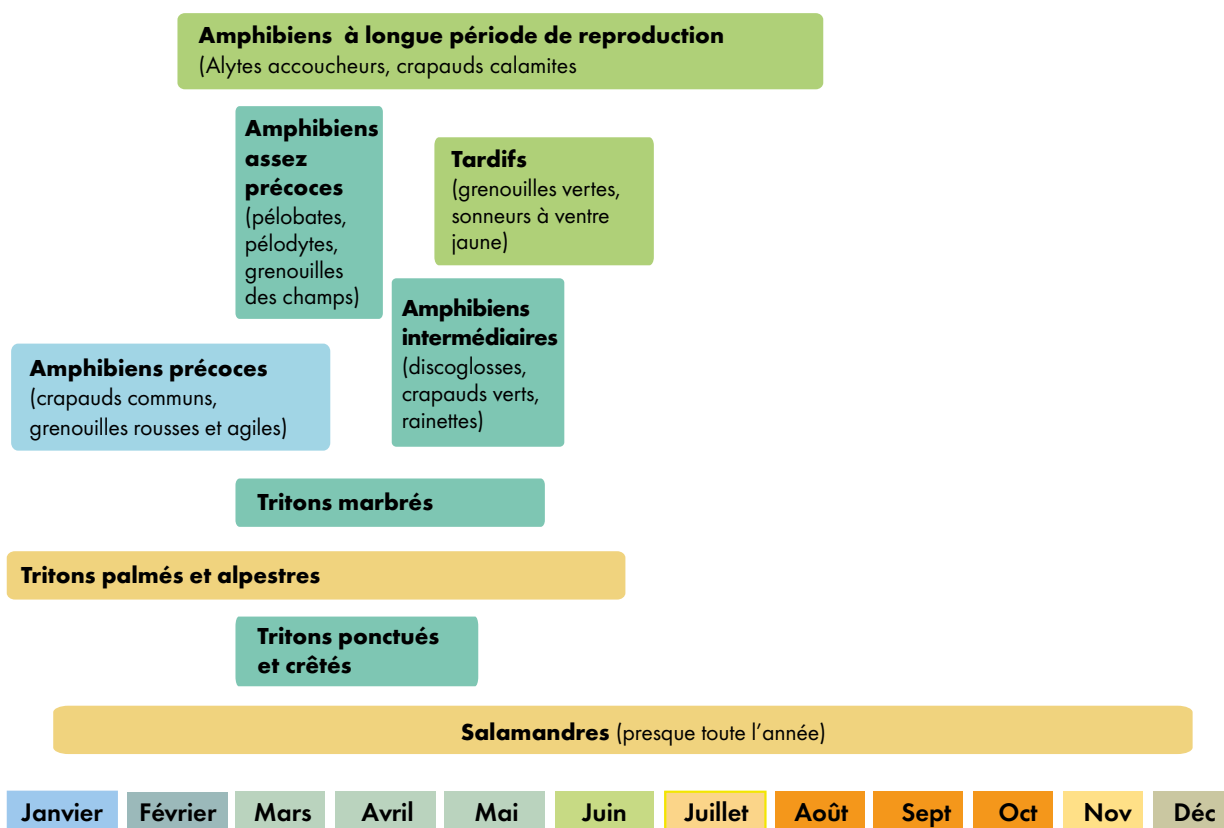 Amphibiens à longue période de reproduction
(Alytes accoucheurs, crapauds calamites
Amphibiens
assez
précoces
(pélobates,
pélodytes,
grenouilles
des champs)
Tardifs
(grenouilles vertes,
sonneurs à ventre
jaune)
Amphibiens
intermédiaires
(discoglosses,
crapauds verts,
rainettes)
Amphibiens précoces
(crapauds communs,
grenouilles rousses et agiles)
Tritons marbrés
Tritons palmés et alpestres
Tritons ponctués
et crêtés
Salamandres (presque toute l’année)
Janvier Février Mars Avril Mai Juin Juillet Août Sept Oct Nov Déc